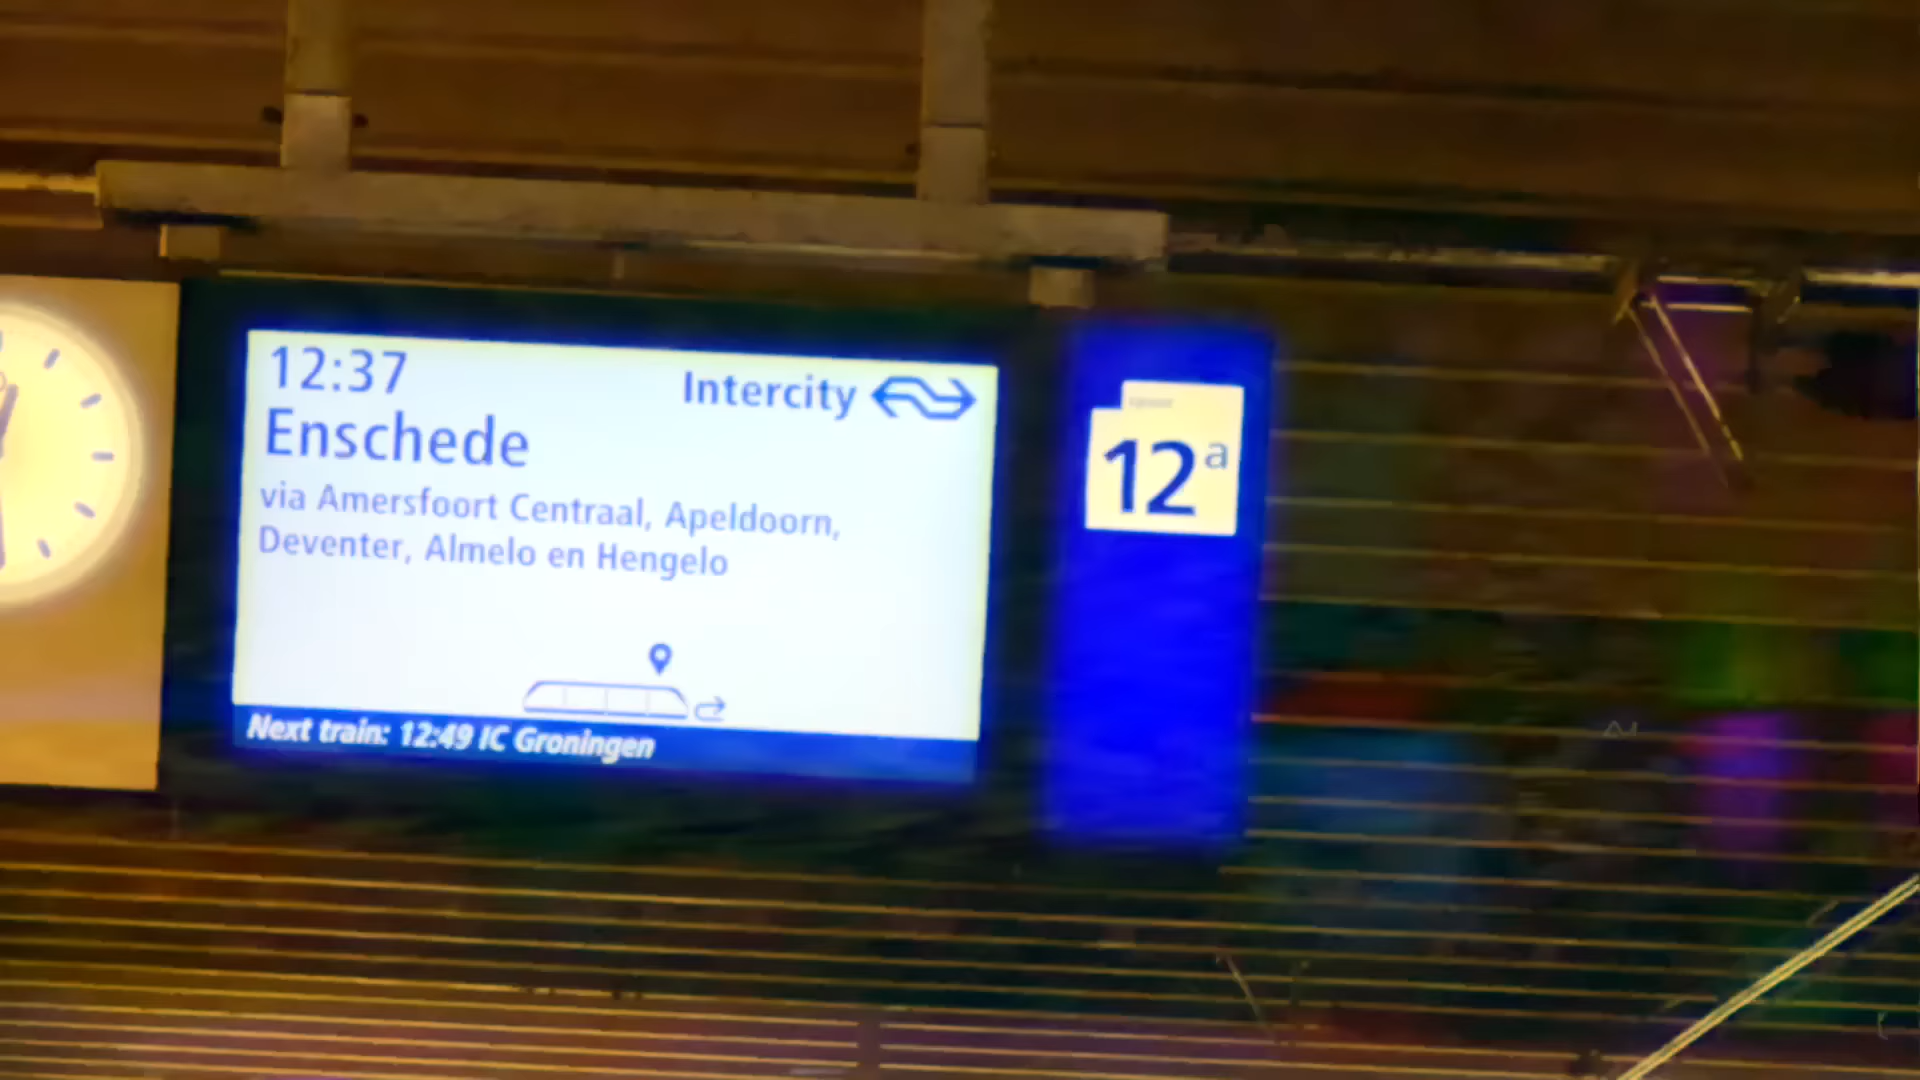 12:37
Intercity
Enschede
via Amersfoort Centraal, Apeldoorn,
Deventer, Almelo en Hengelo
Next train: 12:49 IC Groningen
12a